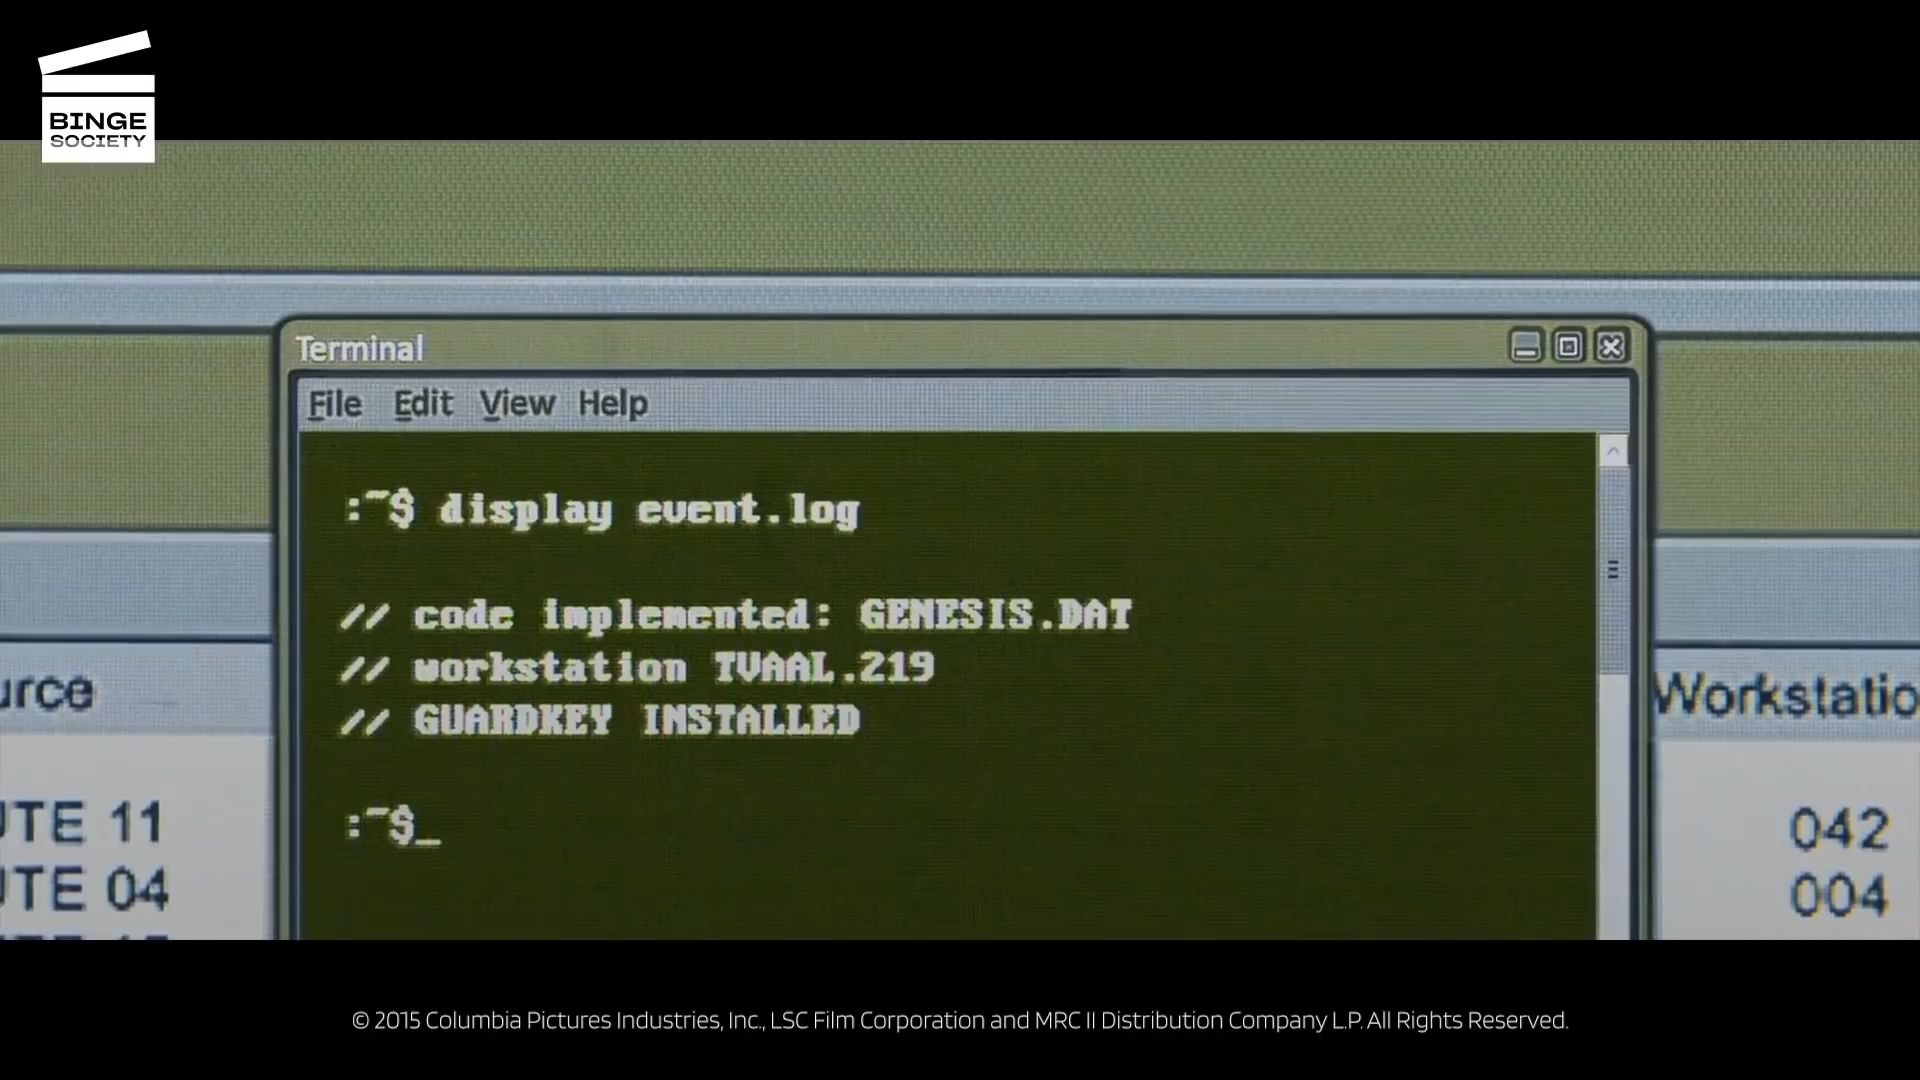 BINGE
SOCIETY
Terminal
File Edit View Help
:~$ display event.log
// code implemented: GENESIS.DAT
// workstation TVAAL.219
// GUARDKEY INSTALLED
:~$_
urce
Workstatio
UTE 11
042
UTE 04
004
© 2015 Columbia Pictures Industries, Inc., LSC Film Corporation and MRC II Distribution Company L.P. All Rights Reserved.